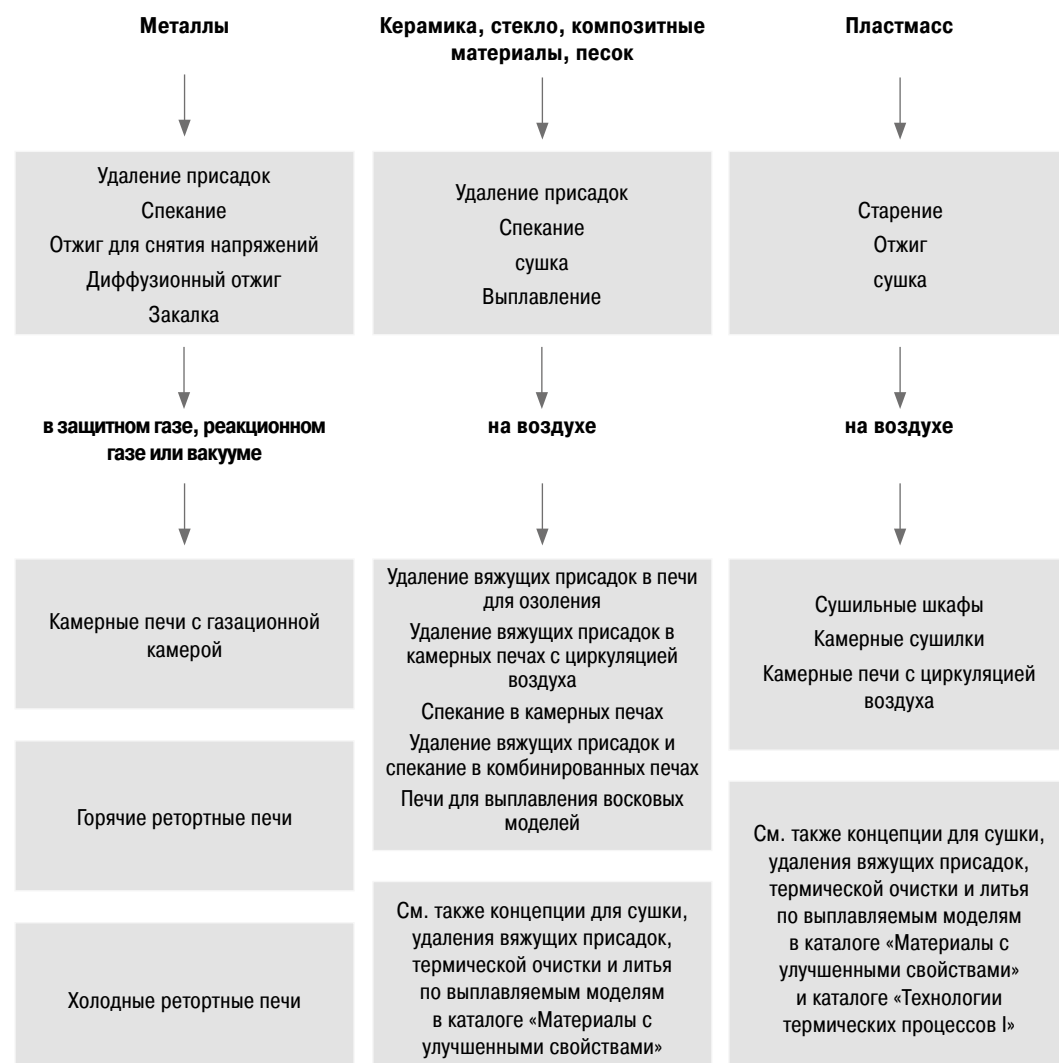 Металлы
Керамика, стекло, композитные
материалы, песок
Пластмасс
Удаление присадок
Спекание
Отжиг для снятия напряжений
Диффузионный отжиг
Закалка
Удаление присадок
Спекание
сушка
Выплавление
Старение
Отжиг
сушка
в защитном газе, реакционном
газе или вакууме
на воздухе
на воздухе
Камерные печи с газационной
камерой
Горячие ретортные печи
Холодные ретортные печи
Удаление вяжущих присадок в печи
для озоления
Удаление вяжущих присадок в
камерных печах с циркуляцией
воздуха
Спекание в камерных печах
Удаление вяжущих присадок и
спекание в комбинированных печах
Печи для выплавления восковых
моделей
См. также концепции для сушки,
удаления вяжущих присадок,
термической очистки и литья
по выплавляемым моделям
в каталоге «Материалы с
улучшенными свойствами»
Сушильные шкафы
Камерные сушилки
Камерные печи с циркуляцией
воздуха
См. также концепции для сушки,
удаления вяжущих присадок,
термической очистки и литья
по выплавляемым моделям
в каталоге «Материалы с
улучшенными свойствами»
и каталоге «Технологии
термических процессов I»